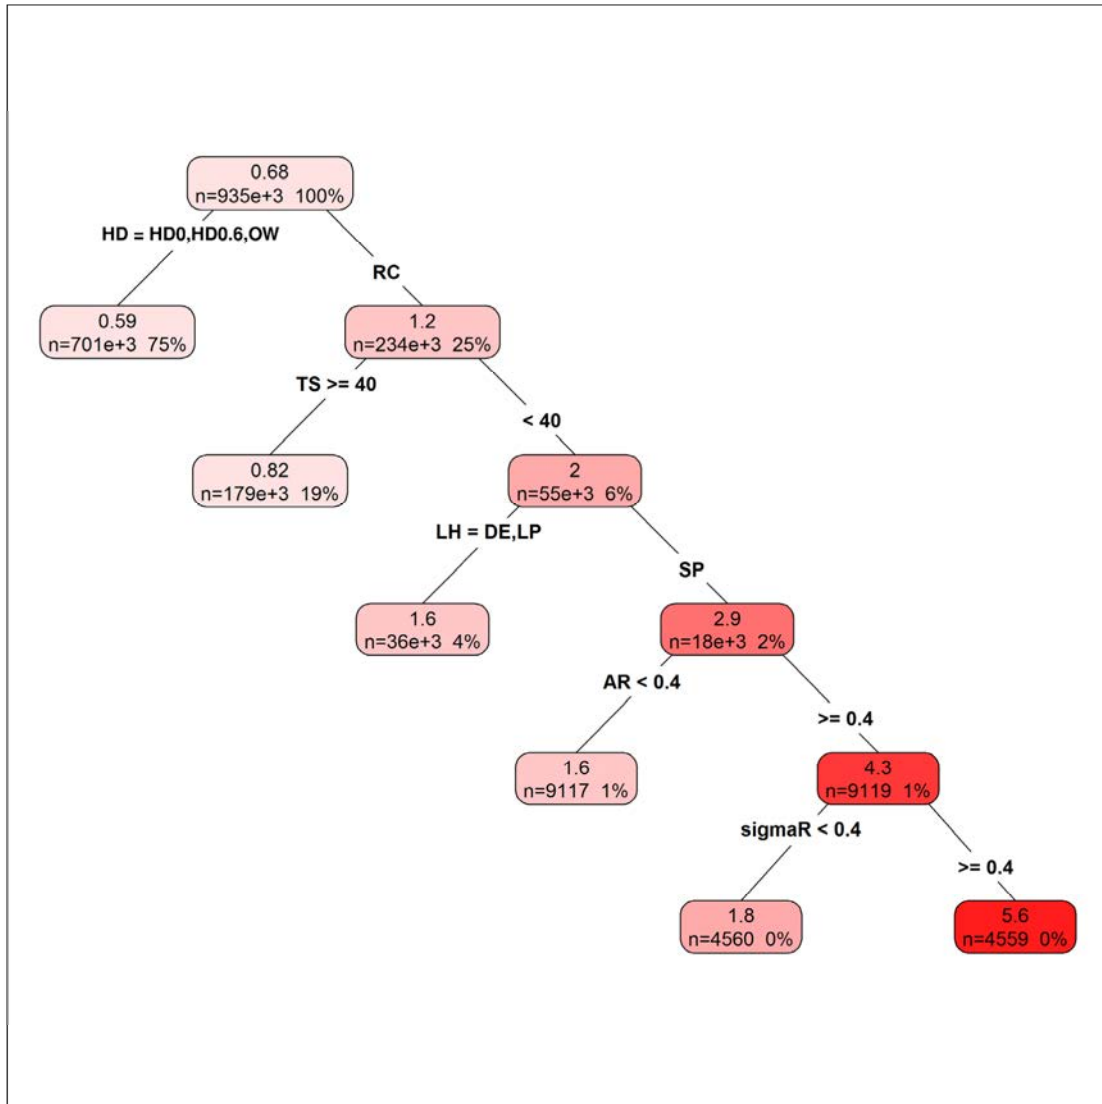 0.68
n=935e+3 100%
HD = HD0,HD0.6,OW
RC
0.59
n=701e+3 75%
1.2
n=234e+3 25%
TS >= 40
< 40
0.82
n=179e+3 19%
2
n=55e+3 6%
LH = DE,LP
SP
1.6
n=36e+3 4%
2.9
n=18e+3 2%
AR < 0.4
>= 0.4
1.6
n=9117 1%
4.3
n=9119 1%
sigmaR < 0.4
>= 0.4
1.8
n=4560 0%
5.6
n=4559 0%